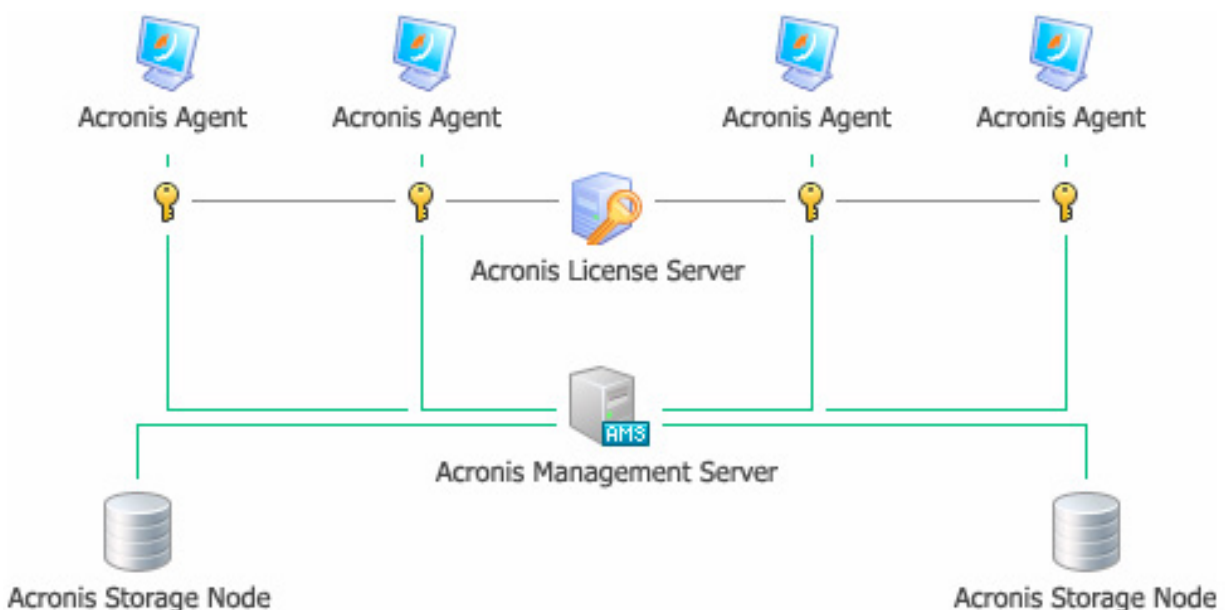 Acronis Agent
Acronis Agent
Acronis Agent
Acronis Agent
Acronis License Server
AMS
Acronis Management Server
Acronis Storage Node
Acronis Storage Node